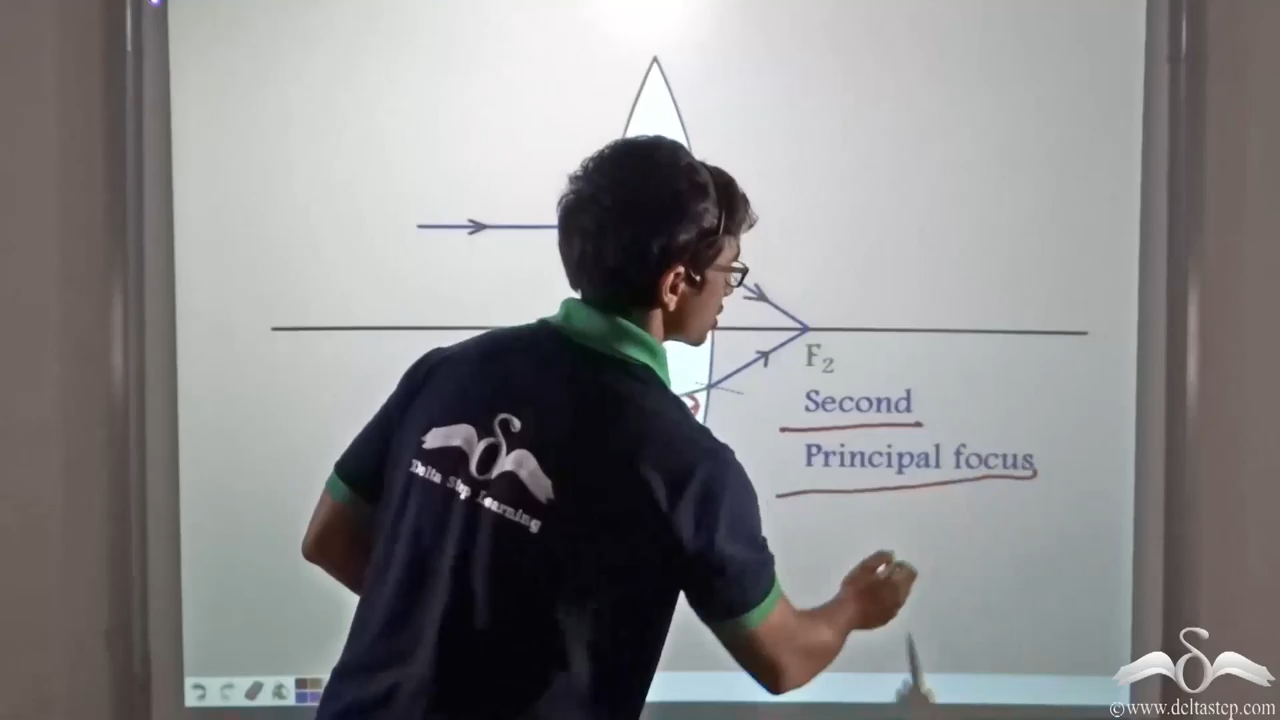 F₂
Second
Principal focus
Delta Step Learning
©www.deltastep.com